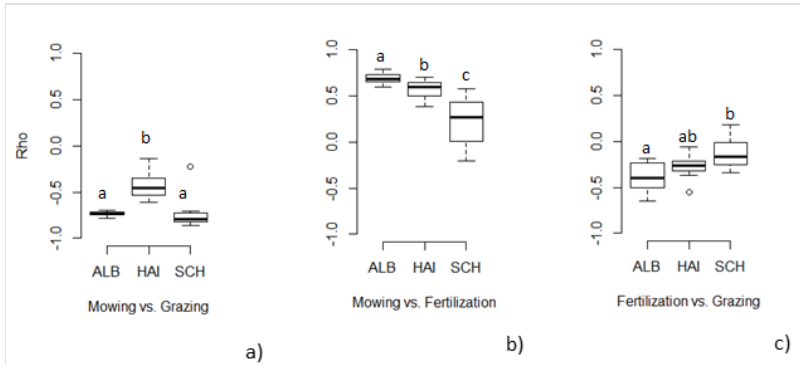 1.0
0.5
0.0
-0.5
-1.0
Rho
a
b
a
ALB HAI SCH
Mowing vs. Grazing
a)
1.0
0.5
0.0
-0.5
-1.0
a
b
c
ALB HAI SCH
Mowing vs. Fertilization
b)
1.0
0.5
0.0
-0.5
-1.0
a
ab
b
ALB HAI SCH
Fertilization vs. Grazing
c)